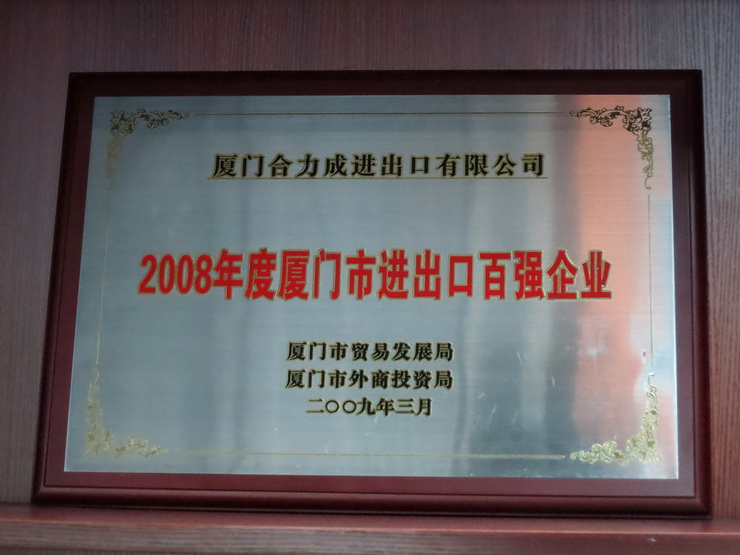 厦门合力成进出口有限公司
2008年度厦门市进出口百强企业
厦门市贸易发展局
厦门市外商投资局
二〇〇九年三月